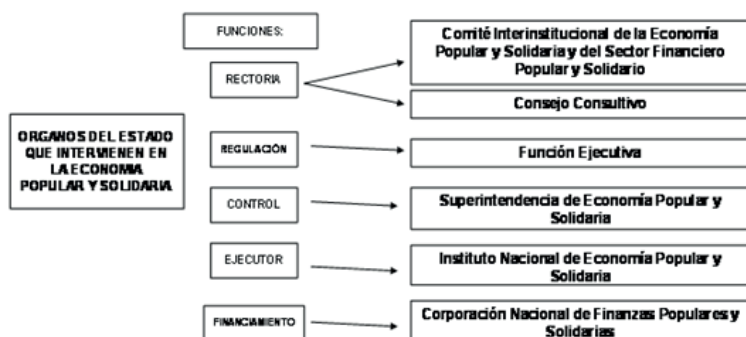 FUNCIONES:
RECTORIA
Comité Interinstitucional de la Economía
Popular y Solidaria y del Sector Financiero
Popular y Solidario
Consejo Consultivo
ORGANOS DEL ESTADO
QUE INTERVIENEN EN
LA ECONOMIA
POPULAR Y SOLIDARIA
REGULACIÓN
Función Ejecutiva
CONTROL
Superintendencia de Economía Popular y
Solidaria
EJECUTOR
Instituto Nacional de Economía Popular y
Solidaria
FINANCIAMIENTO
Corporación Nacional de Finanzas Populares y
Solidarias